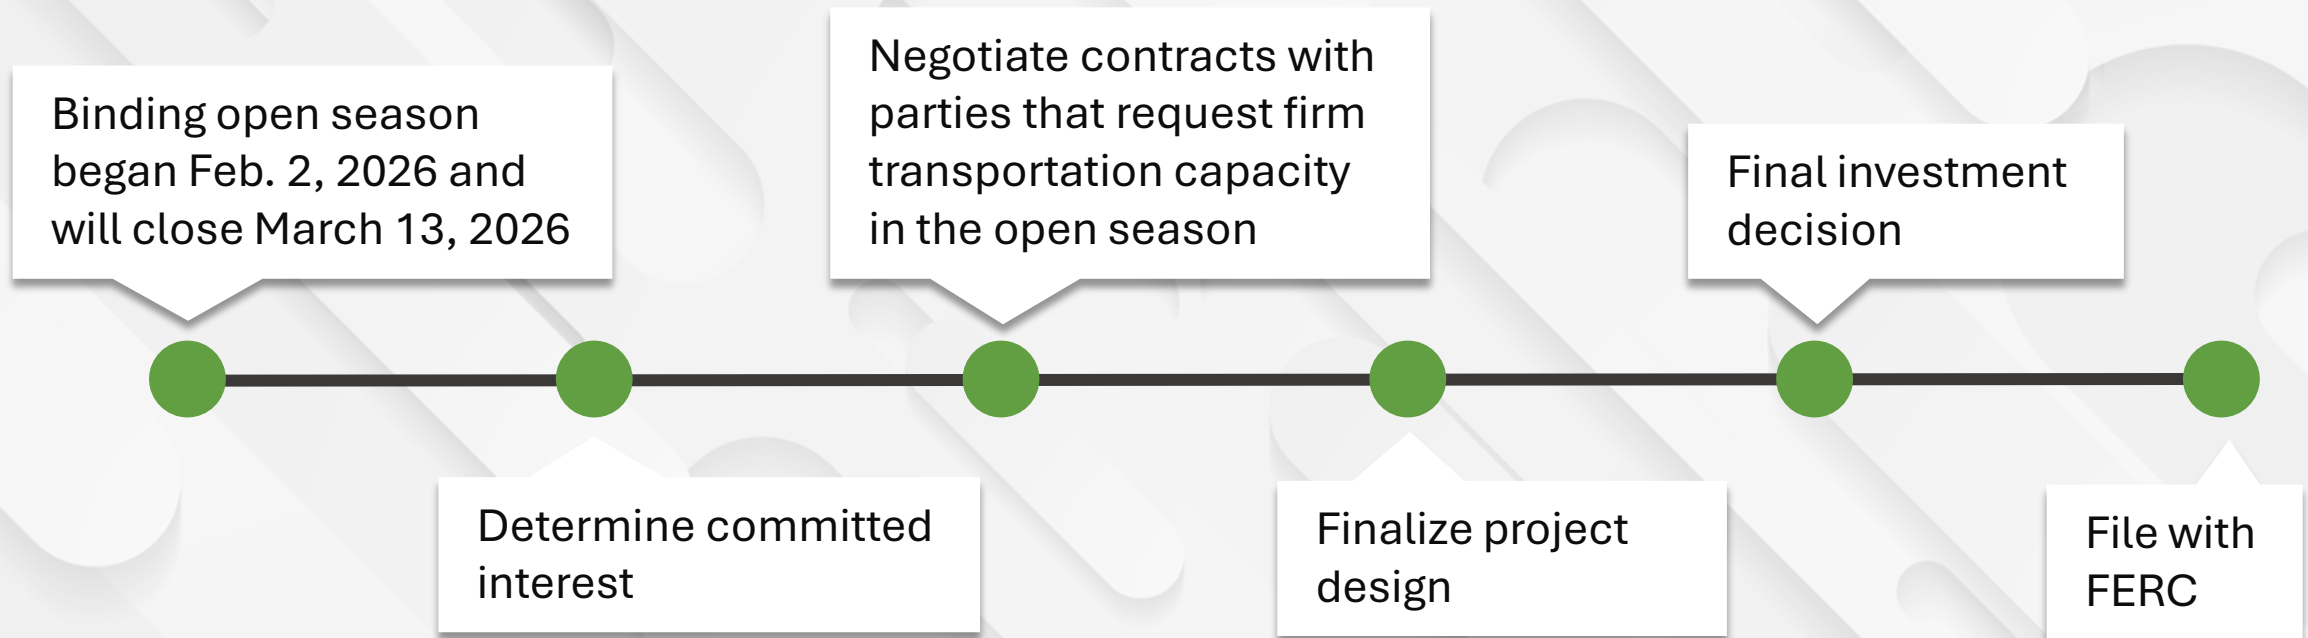 Binding open season
began Feb. 2, 2026 and
will close March 13, 2026
Determine committed
interest
Negotiate contracts with
parties that request firm
transportation capacity
in the open season
Finalize project
design
Final investment
decision
File with
FERC